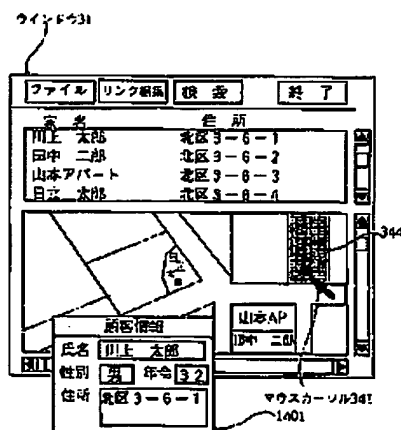 ウインドウ31
ファイル リンク編集 検索 終了
家名 住所
川上 太郎 北区3-6-1
田中 二郎 北区3-6-2
山本アパート 北区3-6-3
日立 太郎 北区3-6-4
344
山本AP
田中 二郎
顧客情報
氏名 川上 太郎
性別 男 年令 32
住所 北区3-6-1
マウスカーソル341
1401